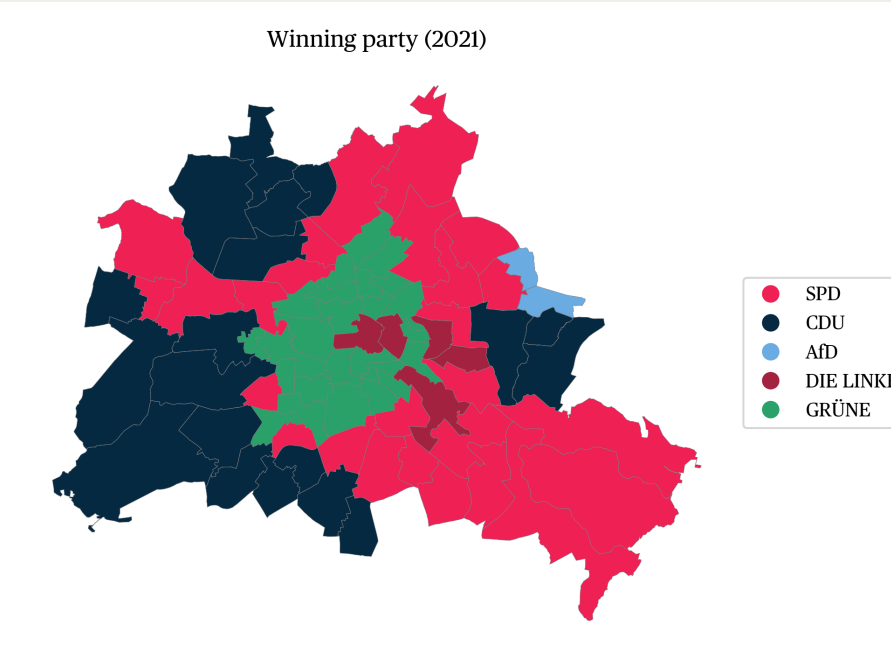 Winning party (2021)
SPD
CDU
AfD
DIE LINKE
GRÜNE